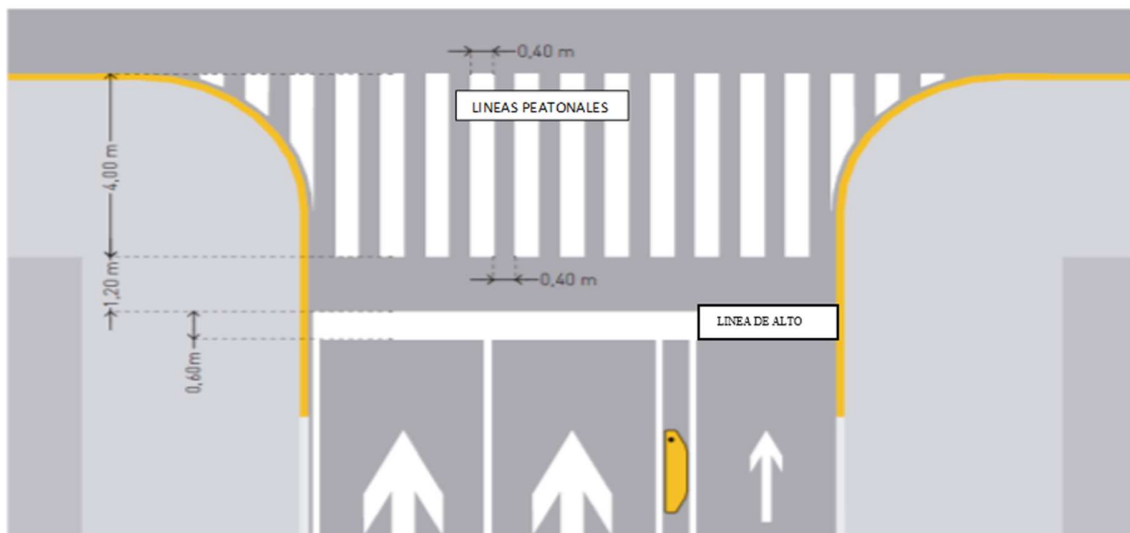 0,40 m
LINEAS PEATONALES
4,00 m
0,40 m
1,20 m
LINEA DE ALTO
0,60m